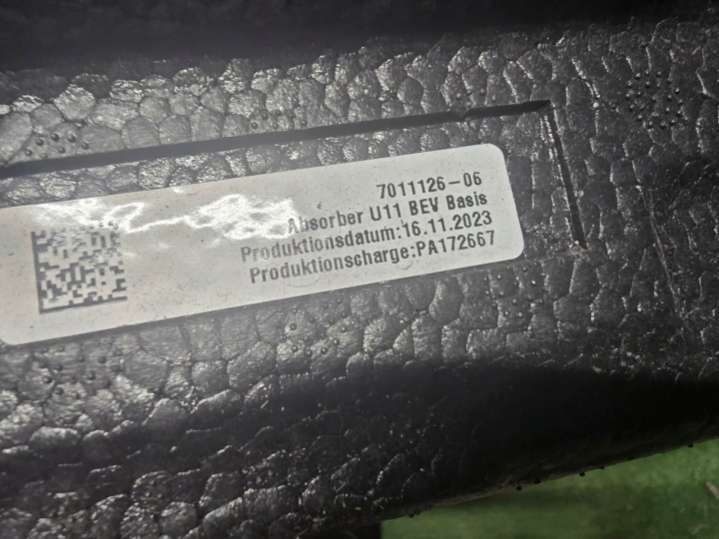 7011126-06
Absorber U11 BEV Basis
Produktionsdatum:16.11.2023
Produktionscharge:PA172667